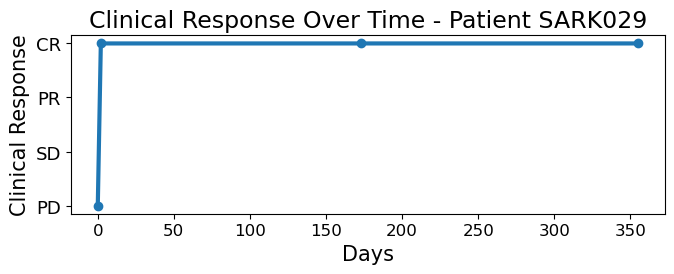 Clinical Response Over Time - Patient SARK029
Clinical Response
CR
PR
SD
PD
0 50 100 150 200 250 300 350
Days